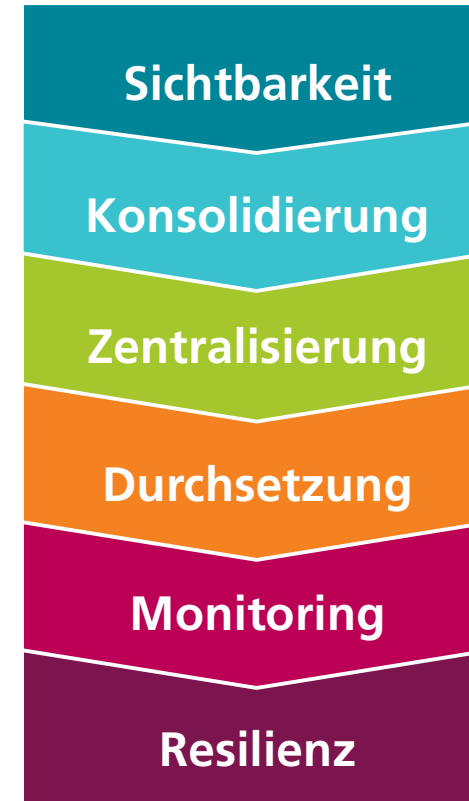 Sichtbarkeit
Konsolidierung
Zentralisierung
Durchsetzung
Monitoring
Resilienz